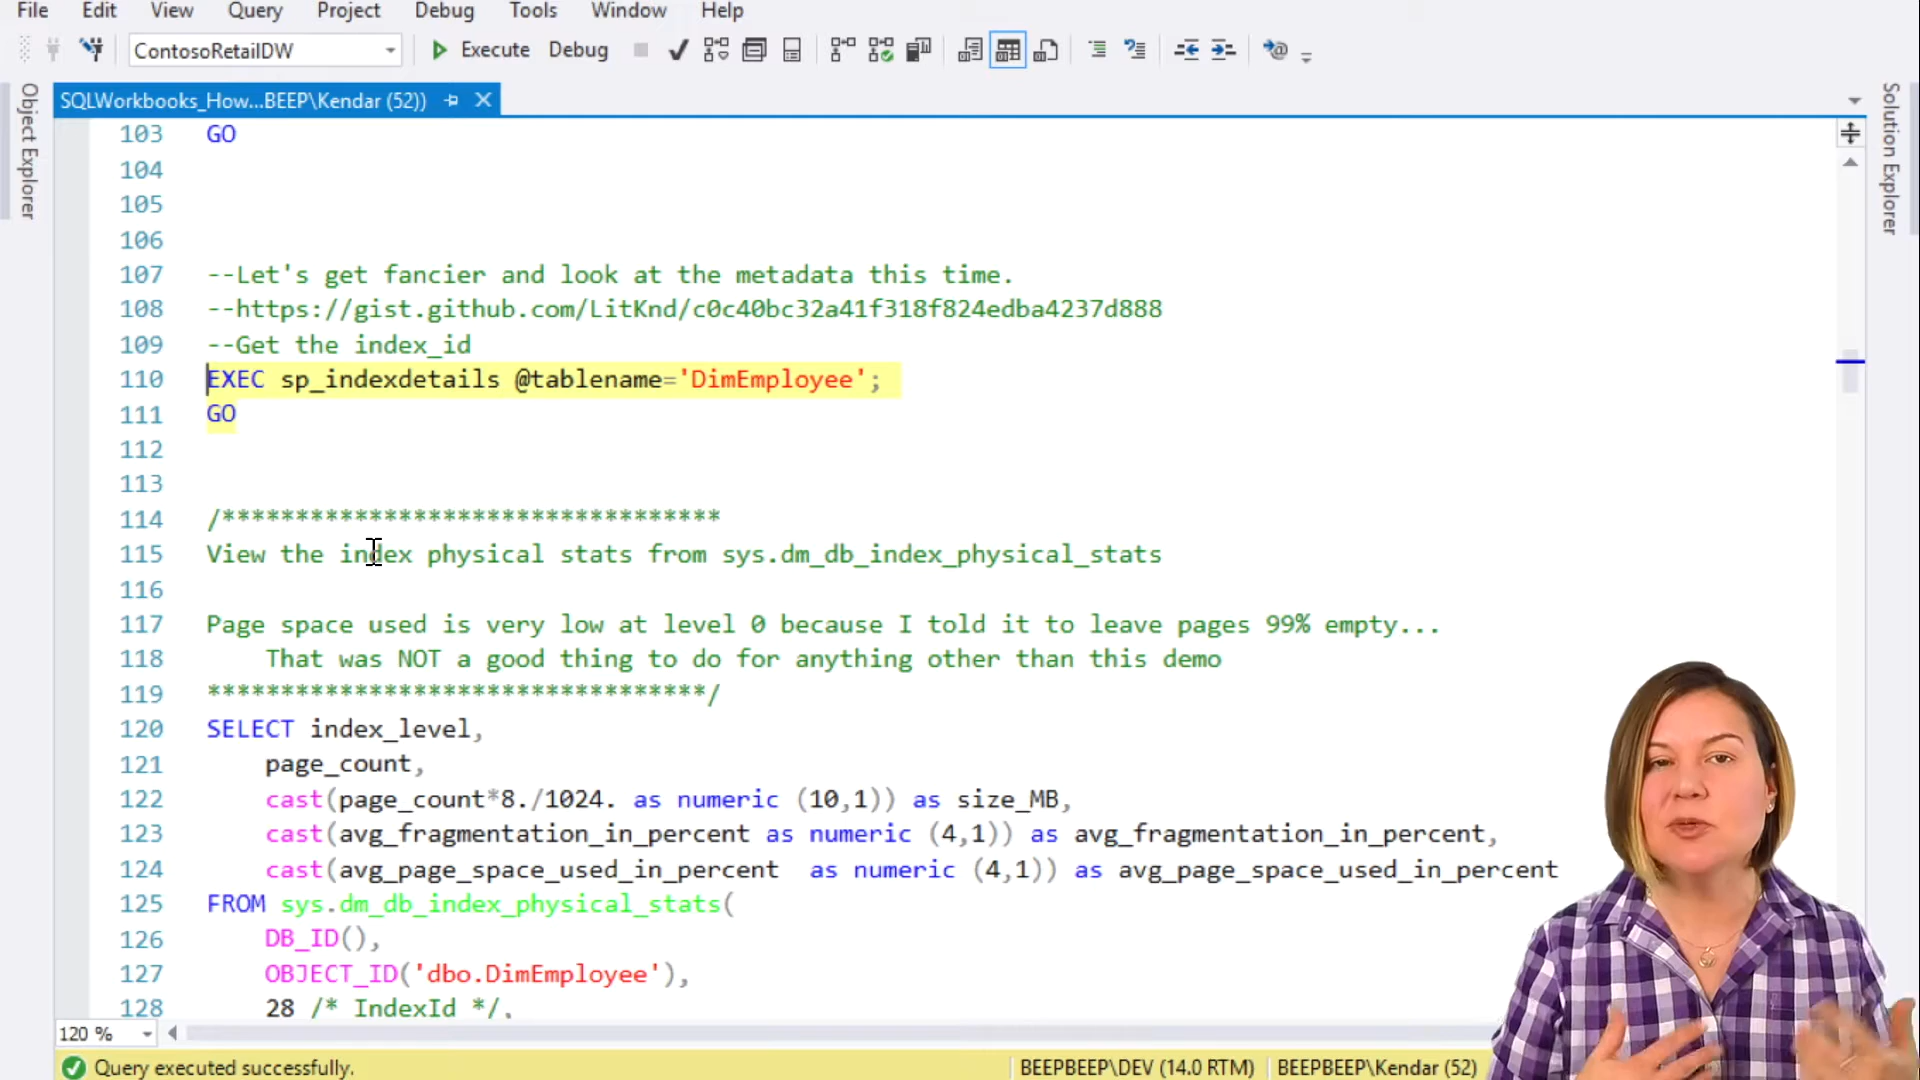 File Edit View Query Project Debug Tools Window Help
ContosoRetailDW Execute Debug
Object Explorer
SQLWorkbooks_How...BEEP\Kendar (52))
Solution Explorer
103 GO
104
105
106
107 --Let's get fancier and look at the metadata this time.
108 --https://gist.github.com/LitKnd/c0c40bc32a41f318f824edba4237d888
109 --Get the index_id
110 EXEC sp_indexdetails @tablename='DimEmployee';
111 GO
112
113
114 /**********************************
115 View the index physical stats from sys.dm_db_index_physical_stats
116
117 Page space used is very low at level 0 because I told it to leave pages 99% empty...
118 That was NOT a good thing to do for anything other than this demo
119 **********************************/
120 SELECT index_level,
121 page_count,
122 cast(page_count*8./1024. as numeric (10,1)) as size_MB,
123 cast(avg_fragmentation_in_percent as numeric (4,1)) as avg_fragmentation_in_percent,
124 cast(avg_page_space_used_in_percent as numeric (4,1)) as avg_page_space_used_in_percent
125 FROM sys.dm_db_index_physical_stats(
126 DB_ID(),
127 OBJECT_ID('dbo.DimEmployee'),
128 28 /* IndexId */,
120 %
Query executed successfully. BEEPBEEP\DEV (14.0 RTM) BEEPBEEP\Kendar (52)